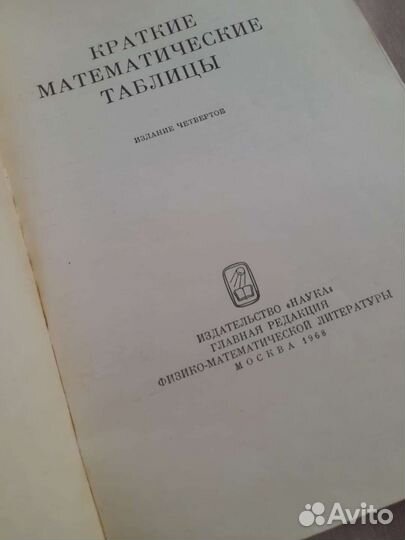 КРАТКИЕ
МАТЕМАТИЧЕСКИЕ
ТАБЛИЦЫ
ИЗДАНИЕ ЧЕТВЕРТОЕ
ИЗДАТЕЛЬСТВО «НАУКА»
ГЛАВНАЯ РЕДАКЦИЯ
ФИЗИКО-МАТЕМАТИЧЕСКОЙ ЛИТЕРАТУРЫ
МОСКВА 1968
Avito